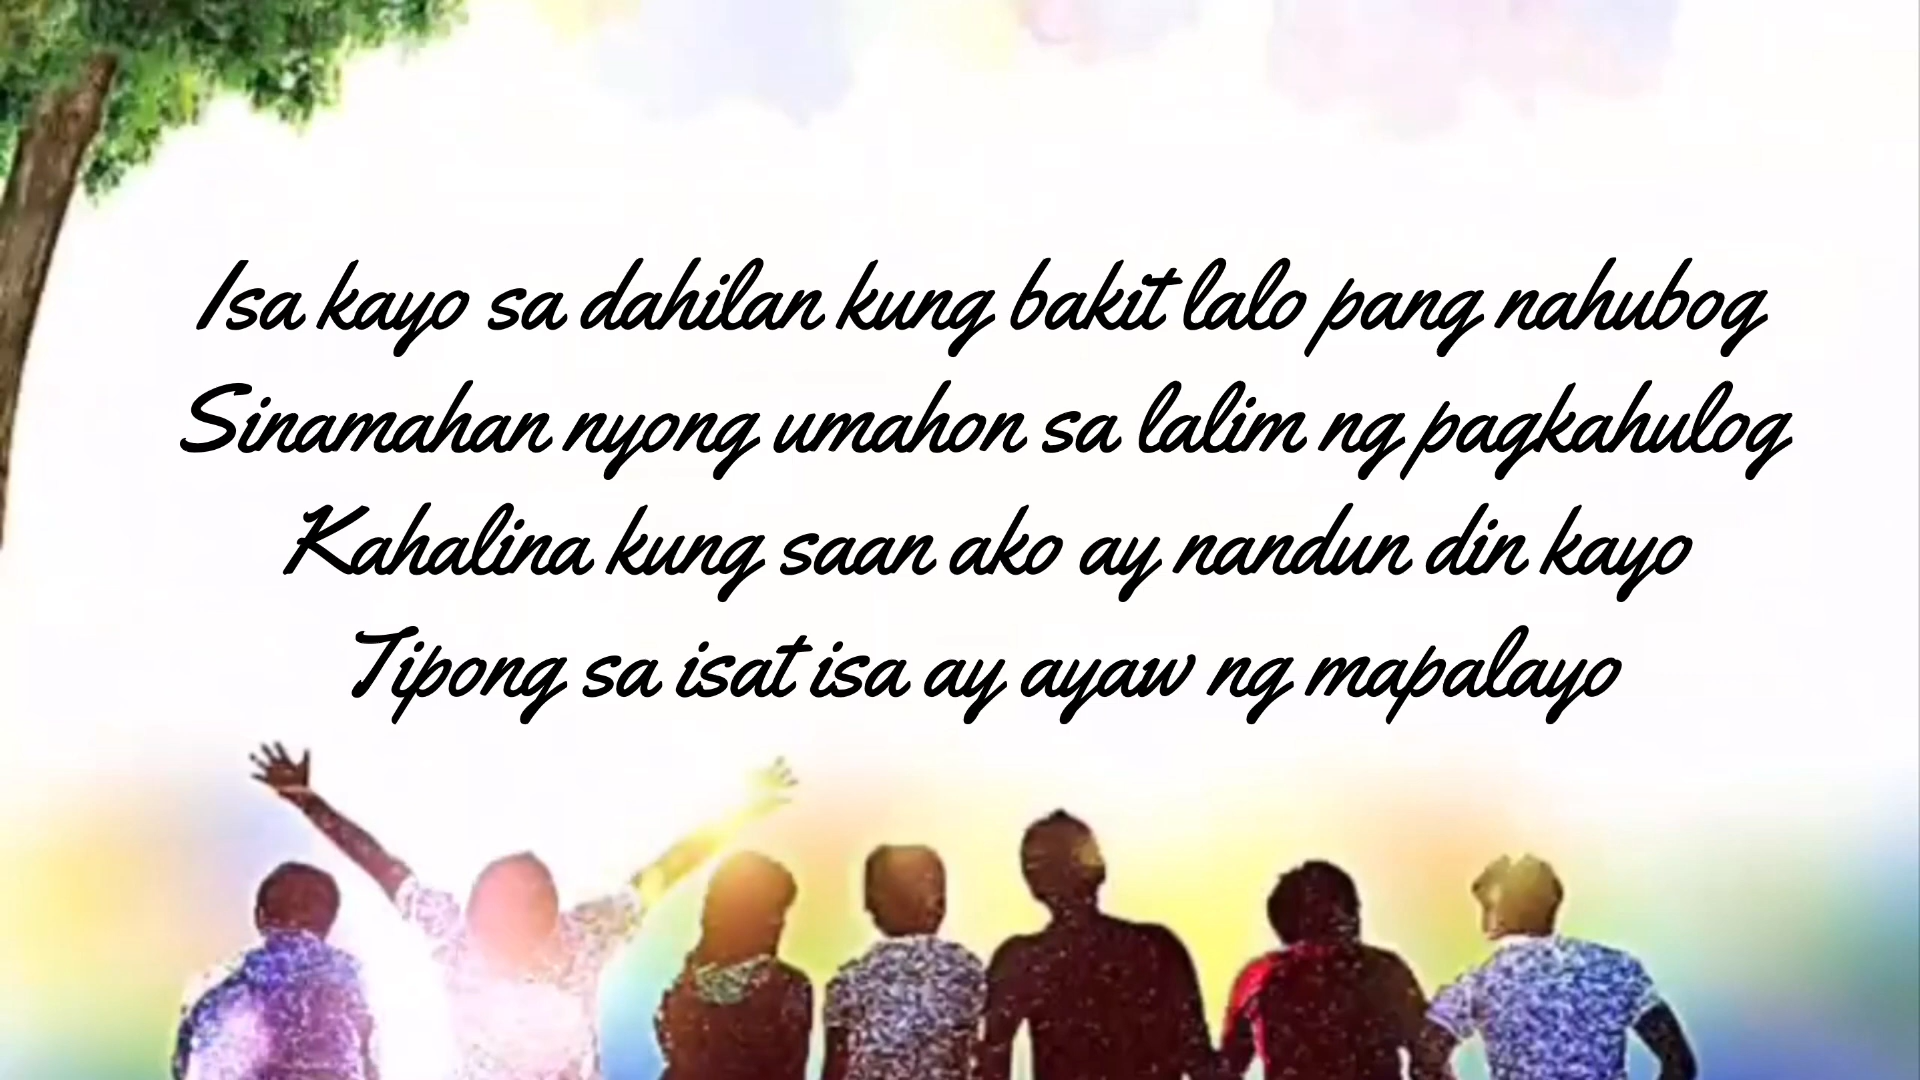 Isa kayo sa dahilan kung bakit lalo pang nahubog
Sinamahan nyong umahon sa lalim ng pagkahulog
Kahalina kung saan ako ay nandun din kayo
Tipong sa isat isa ay ayaw ng mapalayo